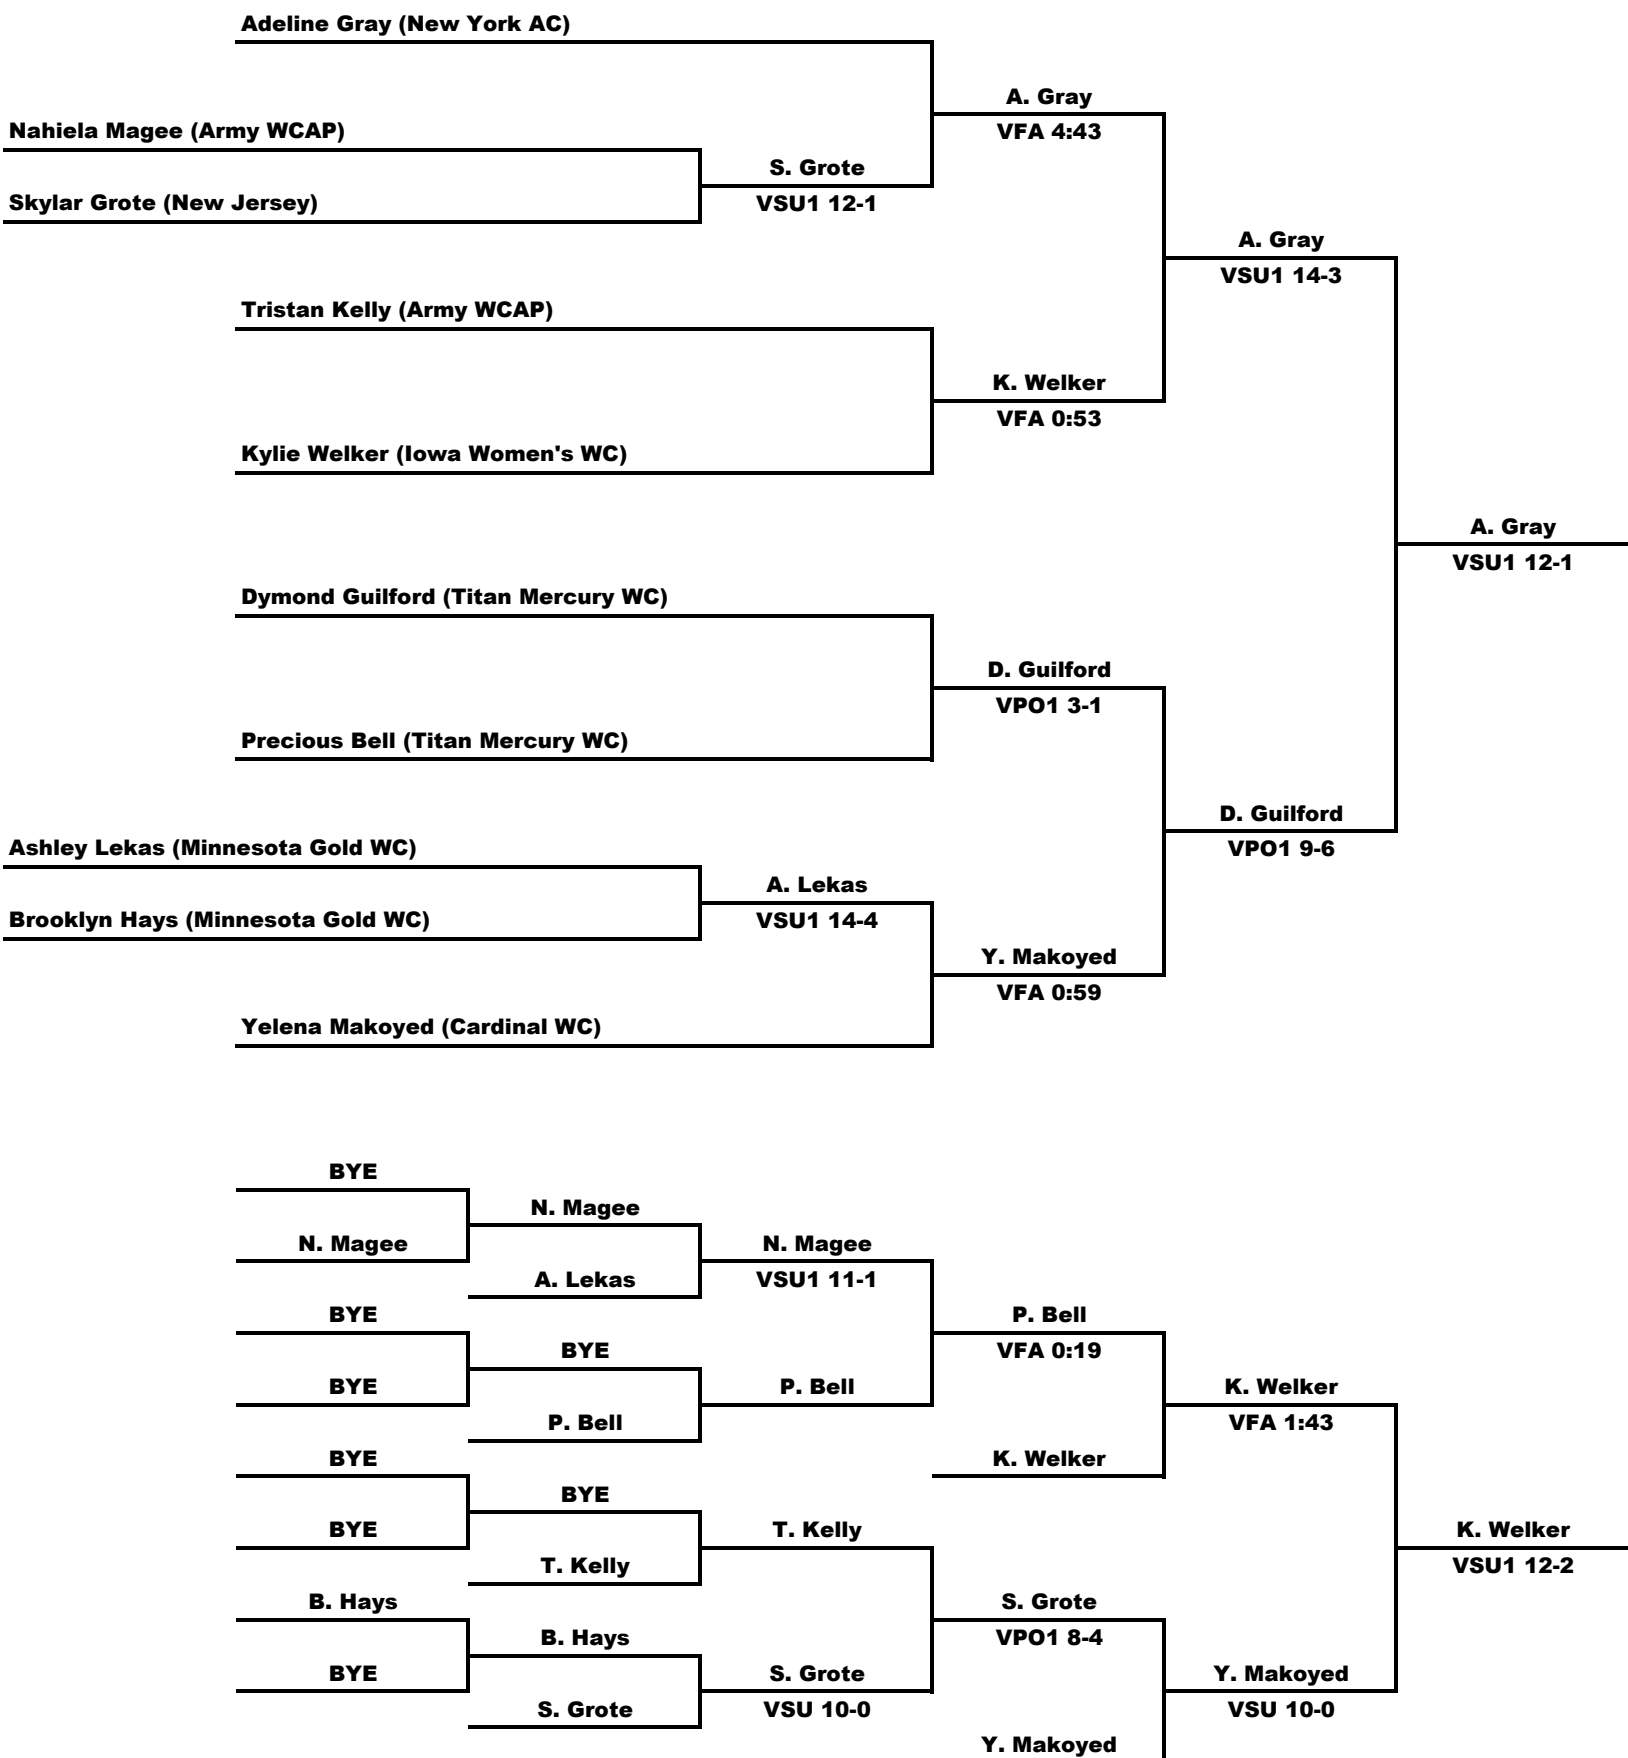 Adeline Gray (New York AC)
A. Gray
Nahiela Magee (Army WCAP)
VFA 4:43
S. Grote
Skylar Grote (New Jersey)
VSU1 12-1
A. Gray
VSU1 14-3
Tristan Kelly (Army WCAP)
K. Welker
VFA 0:53
Kylie Welker (Iowa Women's WC)
A. Gray
VSU1 12-1
Dymond Guilford (Titan Mercury WC)
D. Guilford
VPO1 3-1
Precious Bell (Titan Mercury WC)
D. Guilford
Ashley Lekas (Minnesota Gold WC)
VPO1 9-6
A. Lekas
Brooklyn Hays (Minnesota Gold WC)
VSU1 14-4
Y. Makoyed
VFA 0:59
Yelena Makoyed (Cardinal WC)
BYE
N. Magee
N. Magee
N. Magee
A. Lekas
VSU1 11-1
BYE
P. Bell
BYE
VFA 0:19
BYE
P. Bell
K. Welker
P. Bell
VFA 1:43
BYE
K. Welker
BYE
BYE
T. Kelly
K. Welker
T. Kelly
VSU1 12-2
B. Hays
S. Grote
B. Hays
VPO1 8-4
BYE
S. Grote
Y. Makoyed
S. Grote
VSU 10-0
VSU 10-0
Y. Makoyed